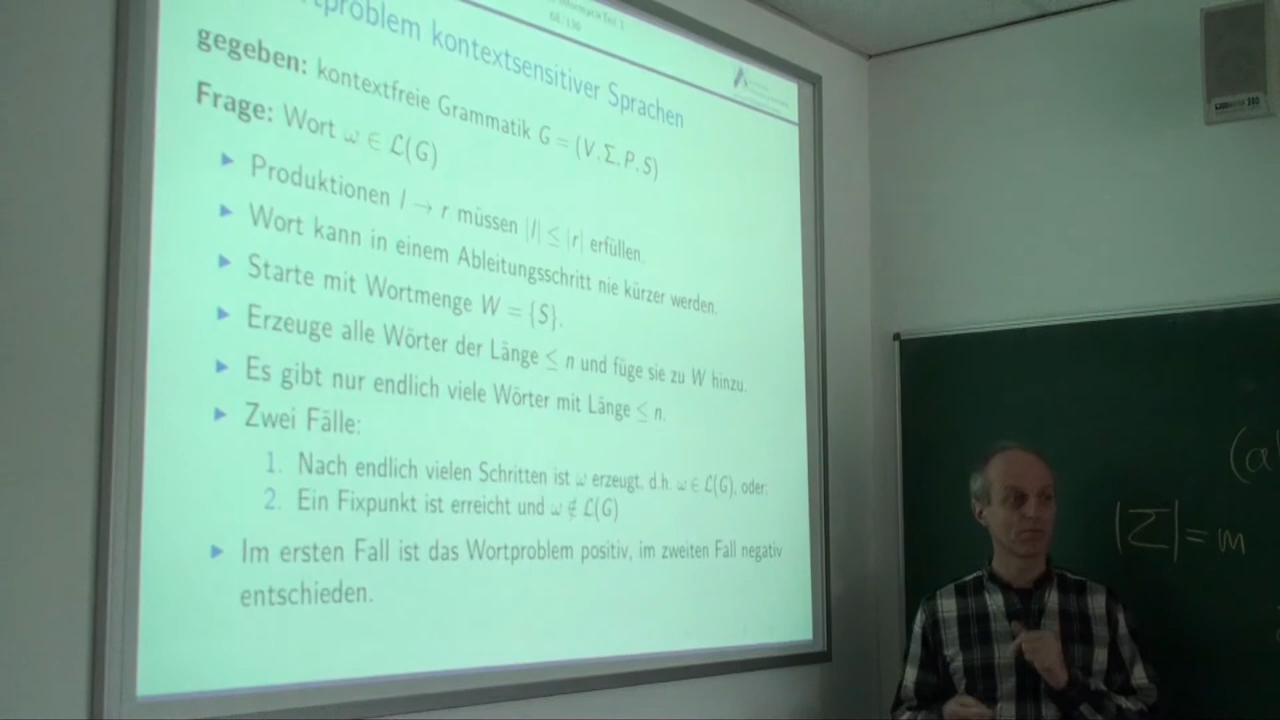 kontextsensitiver Sprachen
gegeben: kontextfreie Grammatik G = (V, Σ, P, S)
Frage: Wort ω ∈ L(G)
Produktionen l → r müssen |l| ≤ |r| erfüllen.
Wort kann in einem Ableitungsschritt nie kürzer werden.
Starte mit Wortmenge W = {S}.
Erzeuge alle Wörter der Länge ≤ n und füge sie zu W hinzu.
Es gibt nur endlich viele Wörter mit Länge ≤ n.
Zwei Fälle:
1. Nach endlich vielen Schritten ist ω erzeugt, d.h. ω ∈ L(G), oder:
2. Ein Fixpunkt ist erreicht und ω ∉ L(G)
Im ersten Fall ist das Wortproblem positiv, im zweiten Fall negativ
entschieden.
|Σ| = m